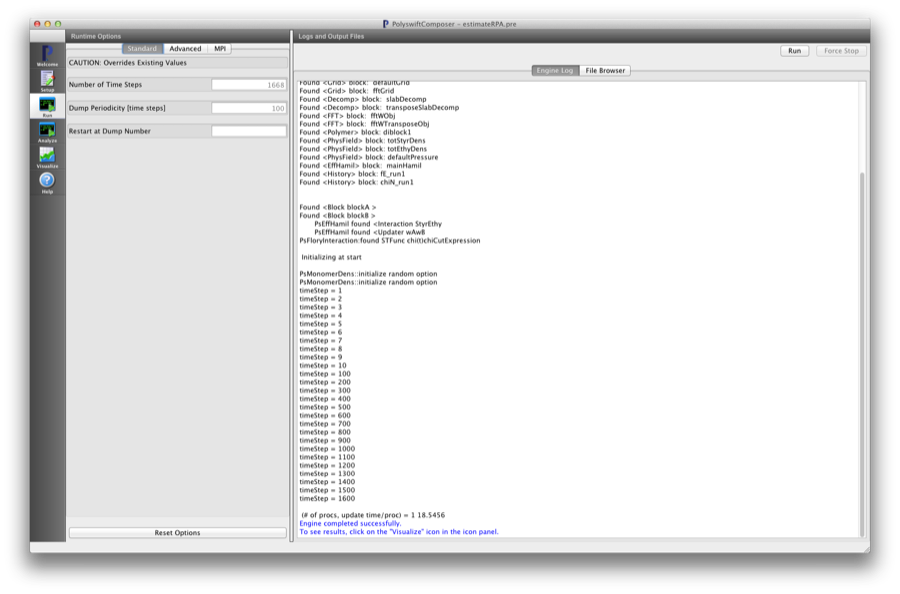 PolyswiftComposer - estimateRPA.pre
Runtime Options
Logs and Output Files
Welcome
Setup
Run
Analyze
Visualize
Help
Standard
Advanced
MPI
CAUTION: Overrides Existing Values
Number of Time Steps
1668
Dump Periodicity [time steps]
100
Restart at Dump Number
Reset Options
Run
Force Stop
Engine Log
File Browser
Found <Grid> block: defaultGrid
Found <Grid> block: fftGrid
Found <Decomp> block: slabDecomp
Found <Decomp> block: transposeSlabDecomp
Found <FFT> block: fftWObj
Found <FFT> block: fftWTransposeObj
Found <Polymer> block: diblock1
Found <PhysField> block: totStyrDens
Found <PhysField> block: totEthyDens
Found <PhysField> block: defaultPressure
Found <EffHamil> block: mainHamil
Found <History> block: fE_run1
Found <History> block: chiN_run1
Found <Block blockA >
Found <Block blockB >
PsEffHamil found <Interaction StyrEthy
PsEffHamil found <Updater wAwB
PsFloryInteraction:found STFunc chi(t)chiCutExpression
Initializing at start
PsMonomerDens::initialize random option
PsMonomerDens::initialize random option
timeStep = 1
timeStep = 2
timeStep = 3
timeStep = 4
timeStep = 5
timeStep = 6
timeStep = 7
timeStep = 8
timeStep = 9
timeStep = 10
timeStep = 100
timeStep = 200
timeStep = 300
timeStep = 400
timeStep = 500
timeStep = 600
timeStep = 700
timeStep = 800
timeStep = 900
timeStep = 1000
timeStep = 1100
timeStep = 1200
timeStep = 1300
timeStep = 1400
timeStep = 1500
timeStep = 1600
(# of procs, update time/proc) = 1 18.5456
Engine completed successfully.
To see results, click on the "Visualize" icon in the icon panel.